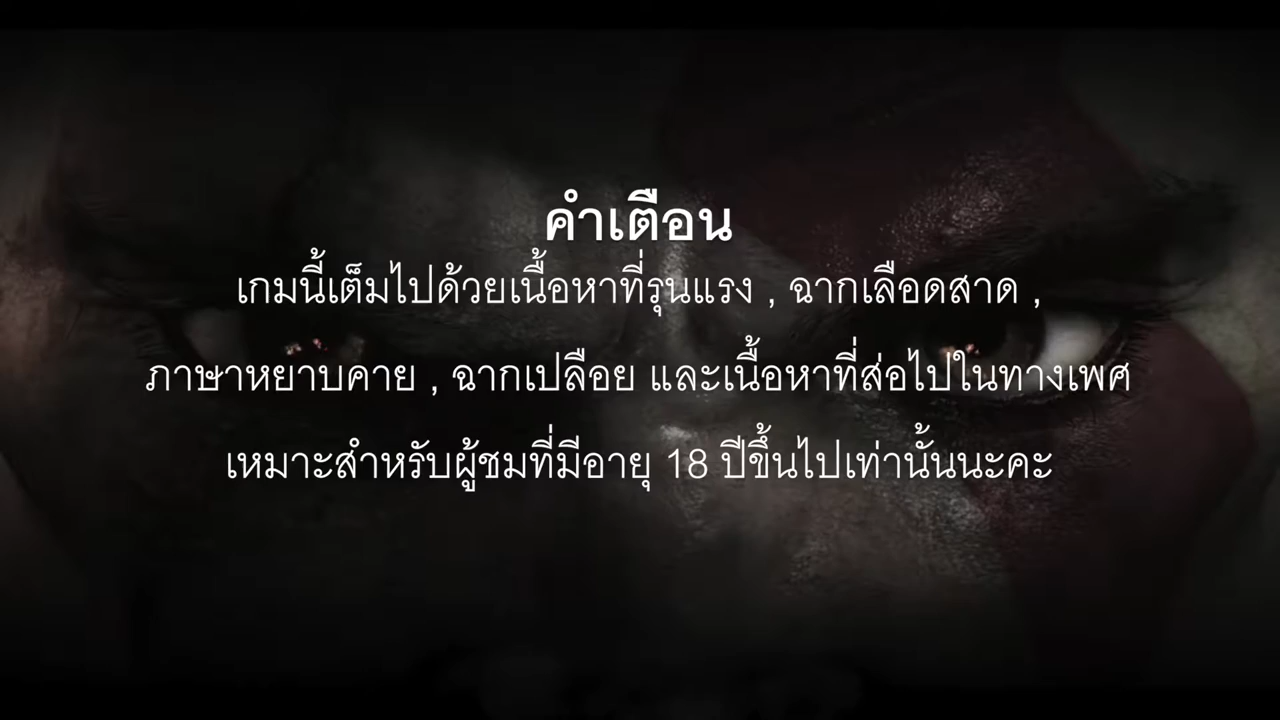 คำเตือน
เกมนี้เต็มไปด้วยเนื้อหาที่รุนแรง , ฉากเลือดสาด ,
ภาษาหยาบคาย , ฉากเปลือย และเนื้อหาที่ส่อไปในทางเพศ
เหมาะสำหรับผู้ชมที่มีอายุ 18 ปีขึ้นไปเท่านั้นนะคะ